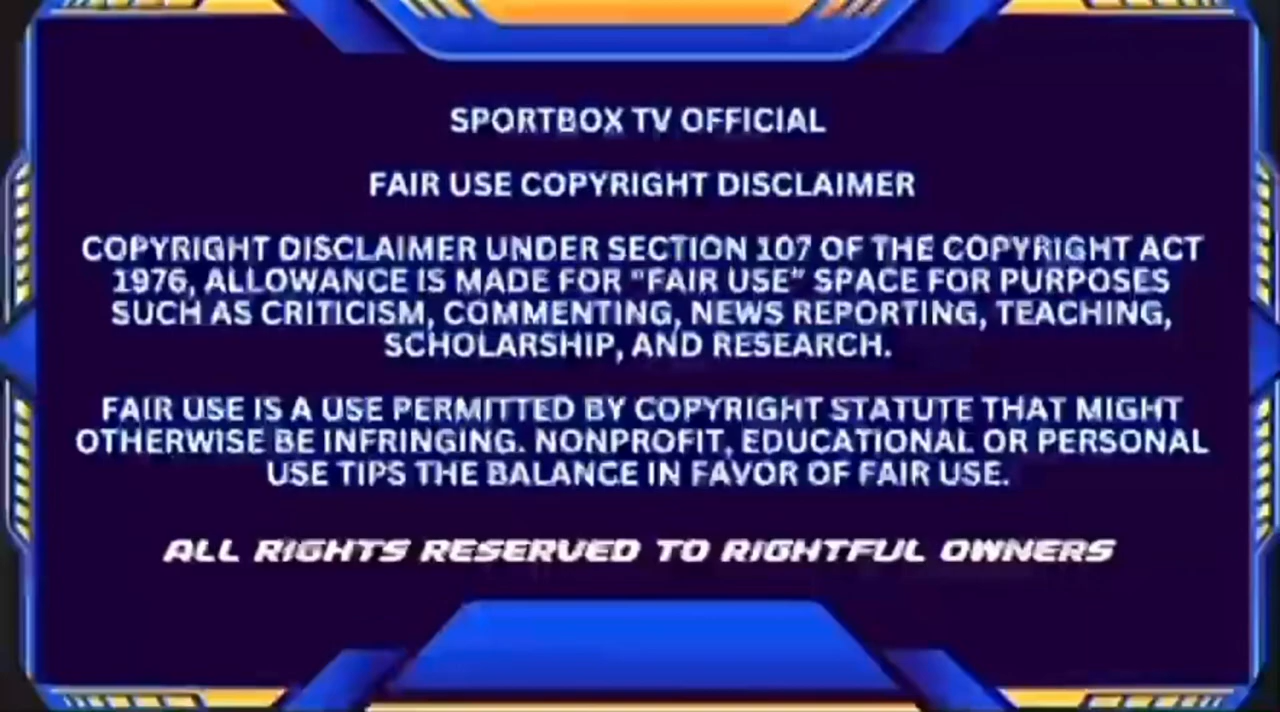 SPORTBOX TV OFFICIAL
FAIR USE COPYRIGHT DISCLAIMER
COPYRIGHT DISCLAIMER UNDER SECTION 107 OF THE COPYRIGHT ACT
1976, ALLOWANCE IS MADE FOR "FAIR USE" SPACE FOR PURPOSES
SUCH AS CRITICISM, COMMENTING, NEWS REPORTING, TEACHING,
SCHOLARSHIP, AND RESEARCH.
FAIR USE IS A USE PERMITTED BY COPYRIGHT STATUTE THAT MIGHT
OTHERWISE BE INFRINGING. NONPROFIT, EDUCATIONAL OR PERSONAL
USE TIPS THE BALANCE IN FAVOR OF FAIR USE.
ALL RIGHTS RESERVED TO RIGHTFUL OWNERS